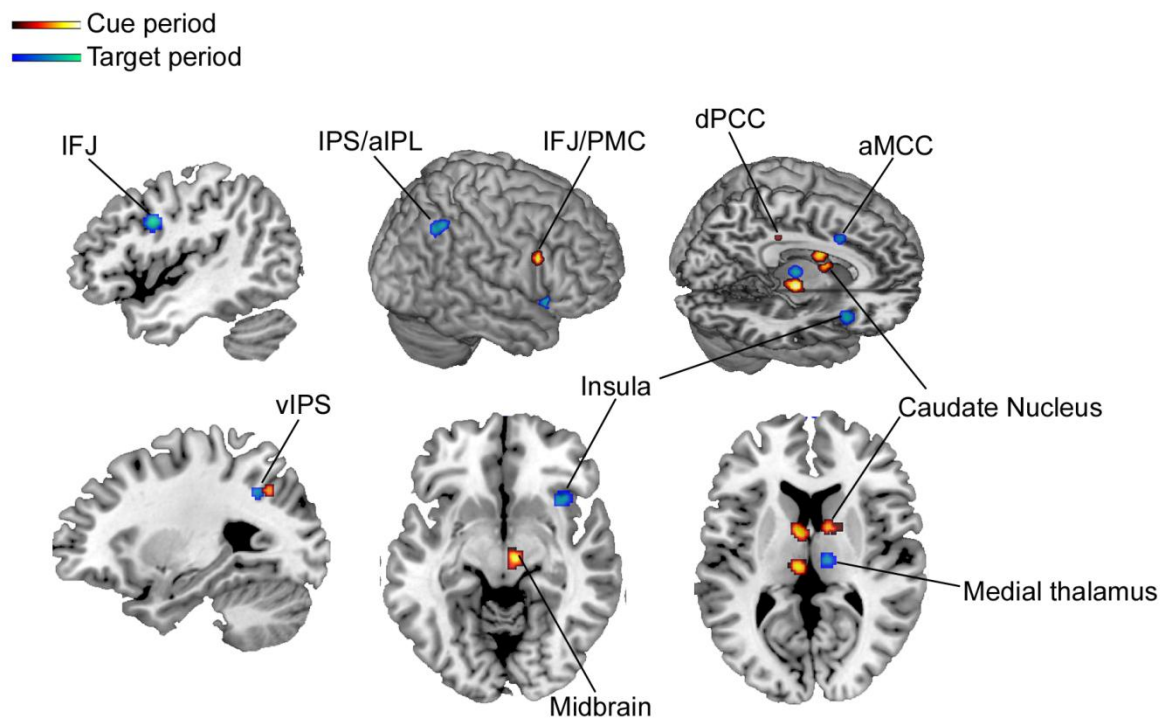 Cue period
Target period
IFJ
IPS/aIPL
IFJ/PMC
dPCC
aMCC
Insula
Caudate Nucleus
vIPS
Medial thalamus
Midbrain